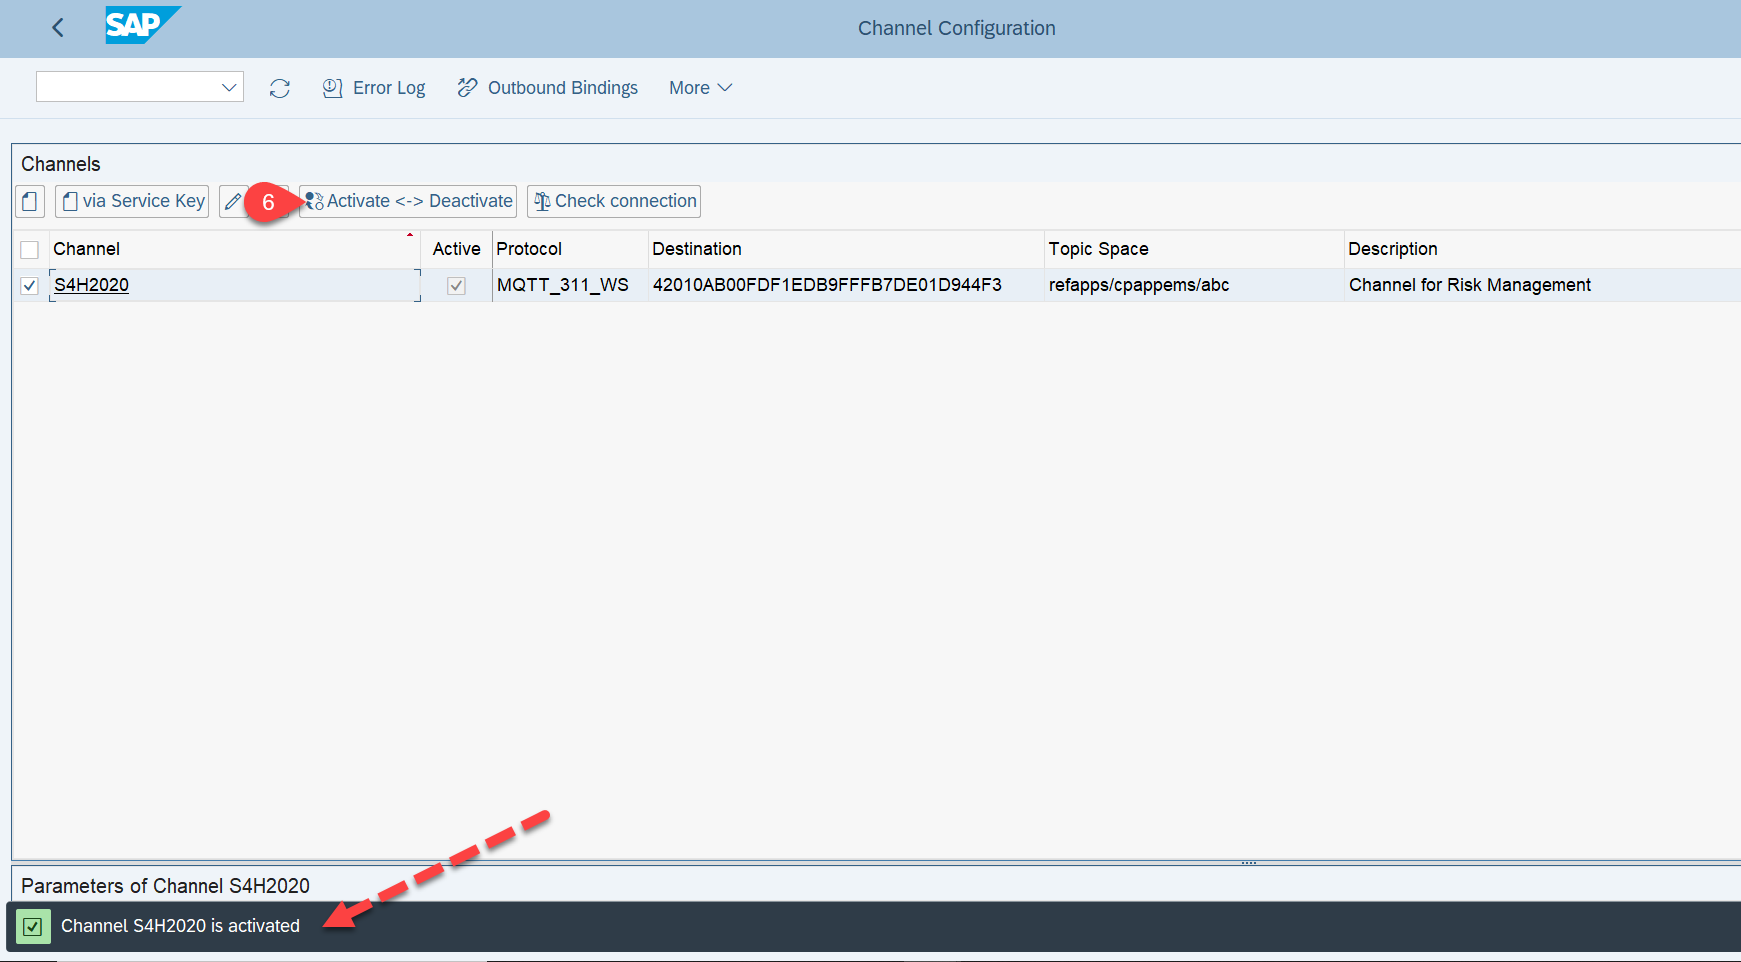 SAP
Channel Configuration
Error Log Outbound Bindings More
Channels
via Service Key 6 Activate <-> Deactivate Check connection
Channel Active Protocol Destination Topic Space Description
S4H2020 MQTT_311_WS 42010AB00FDF1EDB9FFFB7DE01D944F3 refapps/cpappems/abc Channel for Risk Management
Parameters of Channel S4H2020
Channel S4H2020 is activated